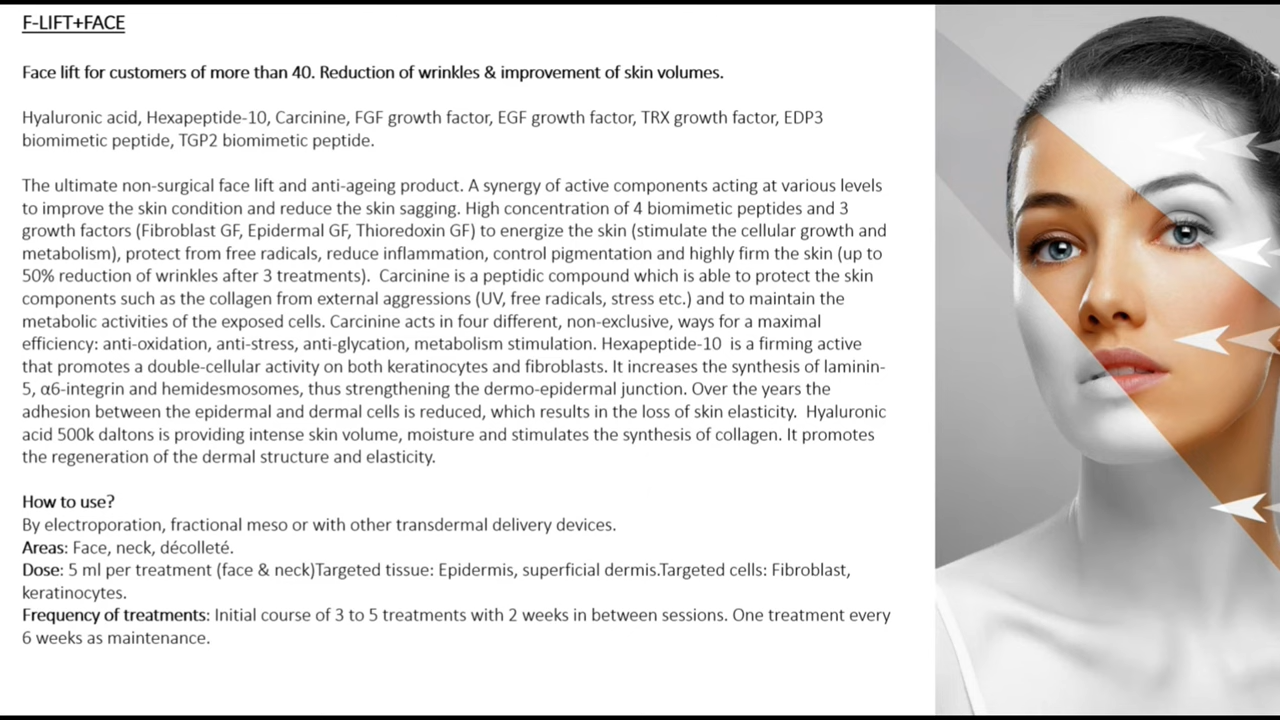 F-LIFT+FACE
Face lift for customers of more than 40. Reduction of wrinkles & improvement of skin volumes.
Hyaluronic acid, Hexapeptide-10, Carcinine, FGF growth factor, EGF growth factor, TRX growth factor, EDP3
biomimetic peptide, TGP2 biomimetic peptide.
The ultimate non-surgical face lift and anti-ageing product. A synergy of active components acting at various levels
to improve the skin condition and reduce the skin sagging. High concentration of 4 biomimetic peptides and 3
growth factors (Fibroblast GF, Epidermal GF, Thioredoxin GF) to energize the skin (stimulate the cellular growth and
metabolism), protect from free radicals, reduce inflammation, control pigmentation and highly firm the skin (up to
50% reduction of wrinkles after 3 treatments).  Carcinine is a peptidic compound which is able to protect the skin
components such as the collagen from external aggressions (UV, free radicals, stress etc.) and to maintain the
metabolic activities of the exposed cells. Carcinine acts in four different, non-exclusive, ways for a maximal
efficiency: anti-oxidation, anti-stress, anti-glycation, metabolism stimulation. Hexapeptide-10  is a firming active
that promotes a double-cellular activity on both keratinocytes and fibroblasts. It increases the synthesis of laminin-
5, α6-integrin and hemidesmosomes, thus strengthening the dermo-epidermal junction. Over the years the
adhesion between the epidermal and dermal cells is reduced, which results in the loss of skin elasticity.  Hyaluronic
acid 500k daltons is providing intense skin volume, moisture and stimulates the synthesis of collagen. It promotes
the regeneration of the dermal structure and elasticity.
How to use?
By electroporation, fractional meso or with other transdermal delivery devices.
Areas: Face, neck, décolleté.
Dose: 5 ml per treatment (face & neck)Targeted tissue: Epidermis, superficial dermis.Targeted cells: Fibroblast,
keratinocytes.
Frequency of treatments: Initial course of 3 to 5 treatments with 2 weeks in between sessions. One treatment every
6 weeks as maintenance.